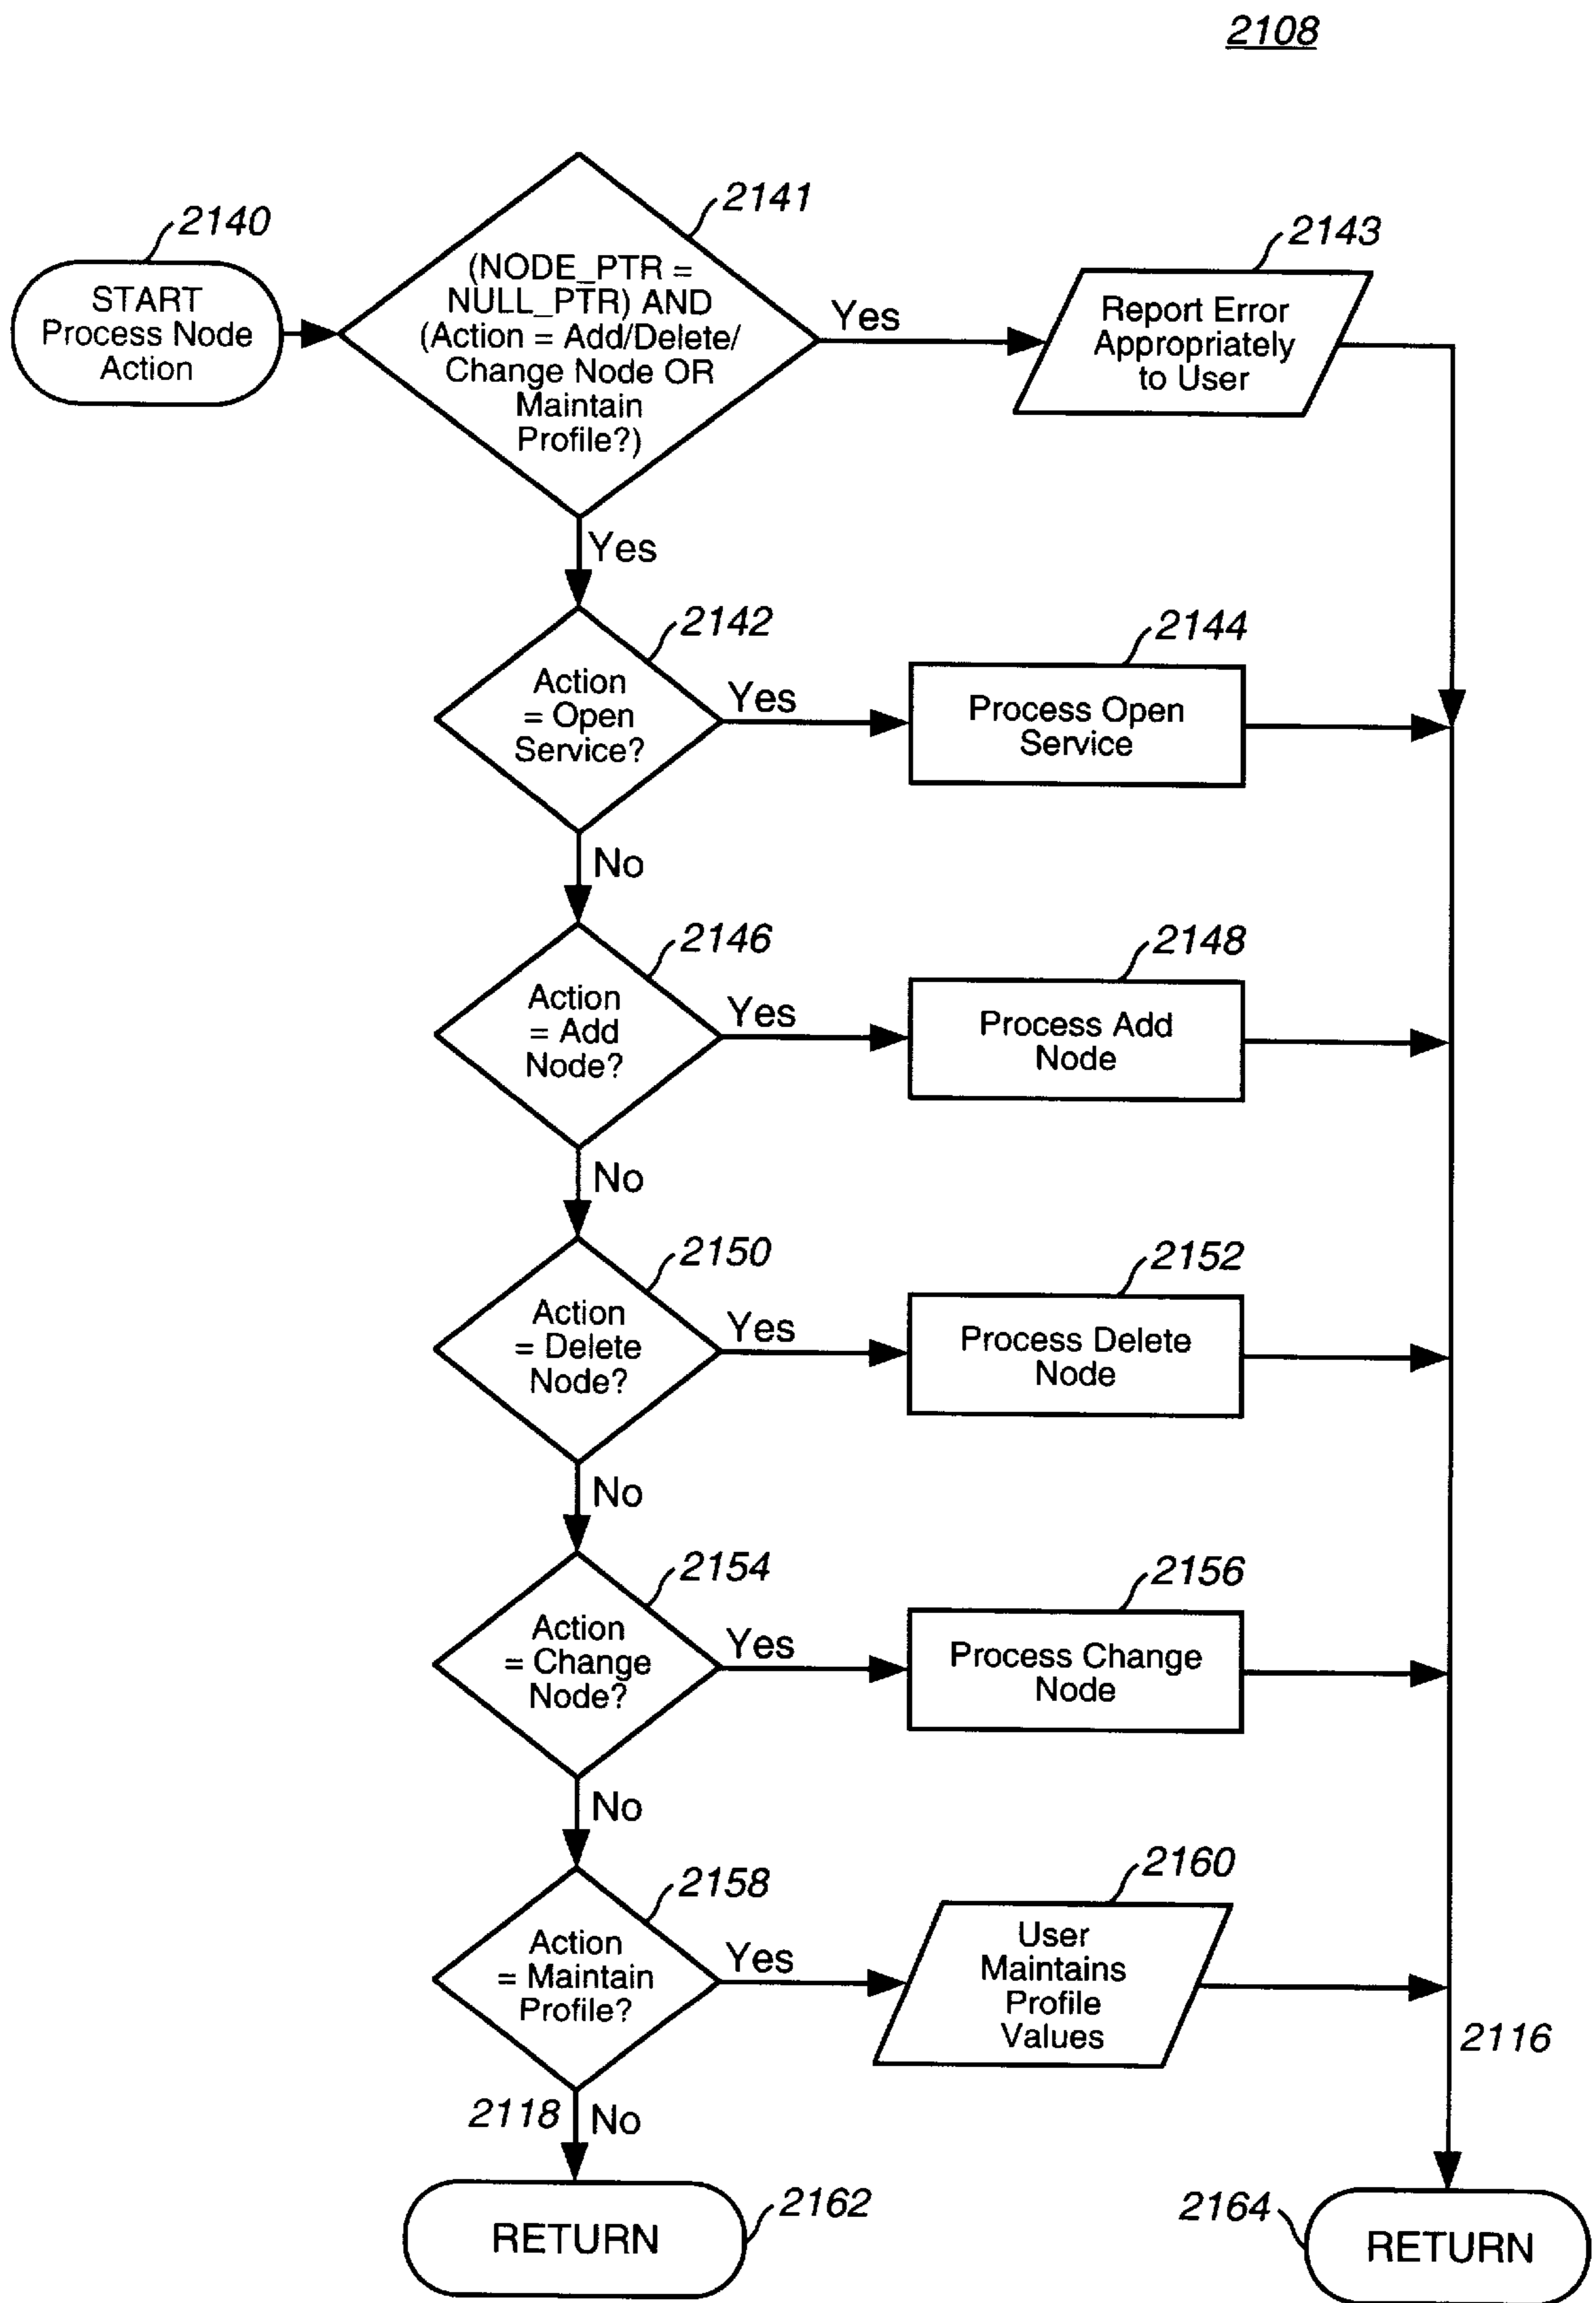 2108
2140
START
Process Node
Action
2141
(NODE_PTR =
NULL_PTR) AND
(Action = Add/Delete/
Change Node OR
Maintain
Profile?)
Yes
2143
Report Error
Appropriately
to User
Yes
2142
Action
= Open
Service?
Yes
2144
Process Open
Service
No
2146
Action
= Add
Node?
Yes
2148
Process Add
Node
No
2150
Action
= Delete
Node?
Yes
2152
Process Delete
Node
No
2154
Action
= Change
Node?
Yes
2156
Process Change
Node
No
2158
Action
= Maintain
Profile?
Yes
2160
User
Maintains
Profile
Values
2116
2118
No
RETURN
2162
2164
RETURN